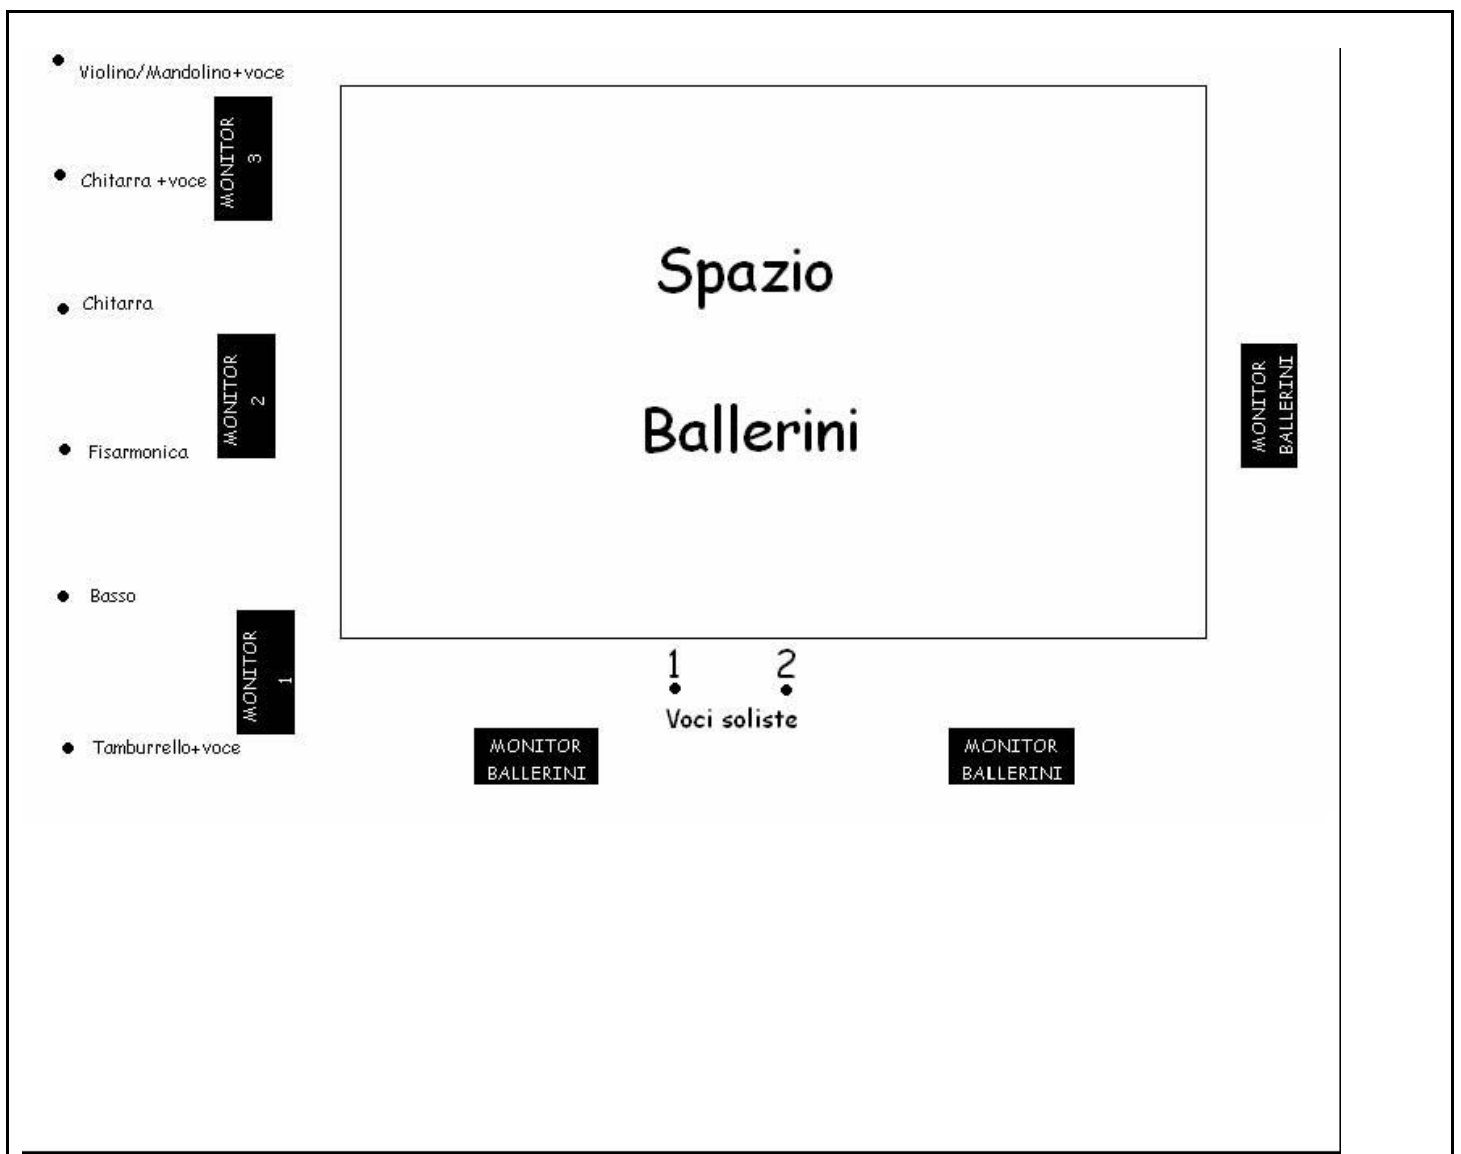 Violino/Mandolino+voce
MONITOR
3
Chitarra +voce
Spazio
Chitarra
MONITOR
2
MONITOR
BALLERINI
Ballerini
Fisarmonica
Basso
MONITOR
1
1 2
Voci soliste
Tamburrello+voce
MONITOR
BALLERINI
MONITOR
BALLERINI